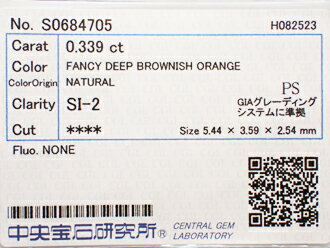 No. S0684705 H082523
Carat 0.339 ct
Color FANCY DEEP BROWNISH ORANGE
ColorOrigin NATURAL
Clarity SI-2 PS
GIAグレーディング
システムに準拠
Cut **** Size 5.44 × 3.59 × 2.54 mm
Fluo. NONE
中央宝石研究所 CENTRAL GEM
LABORATORY